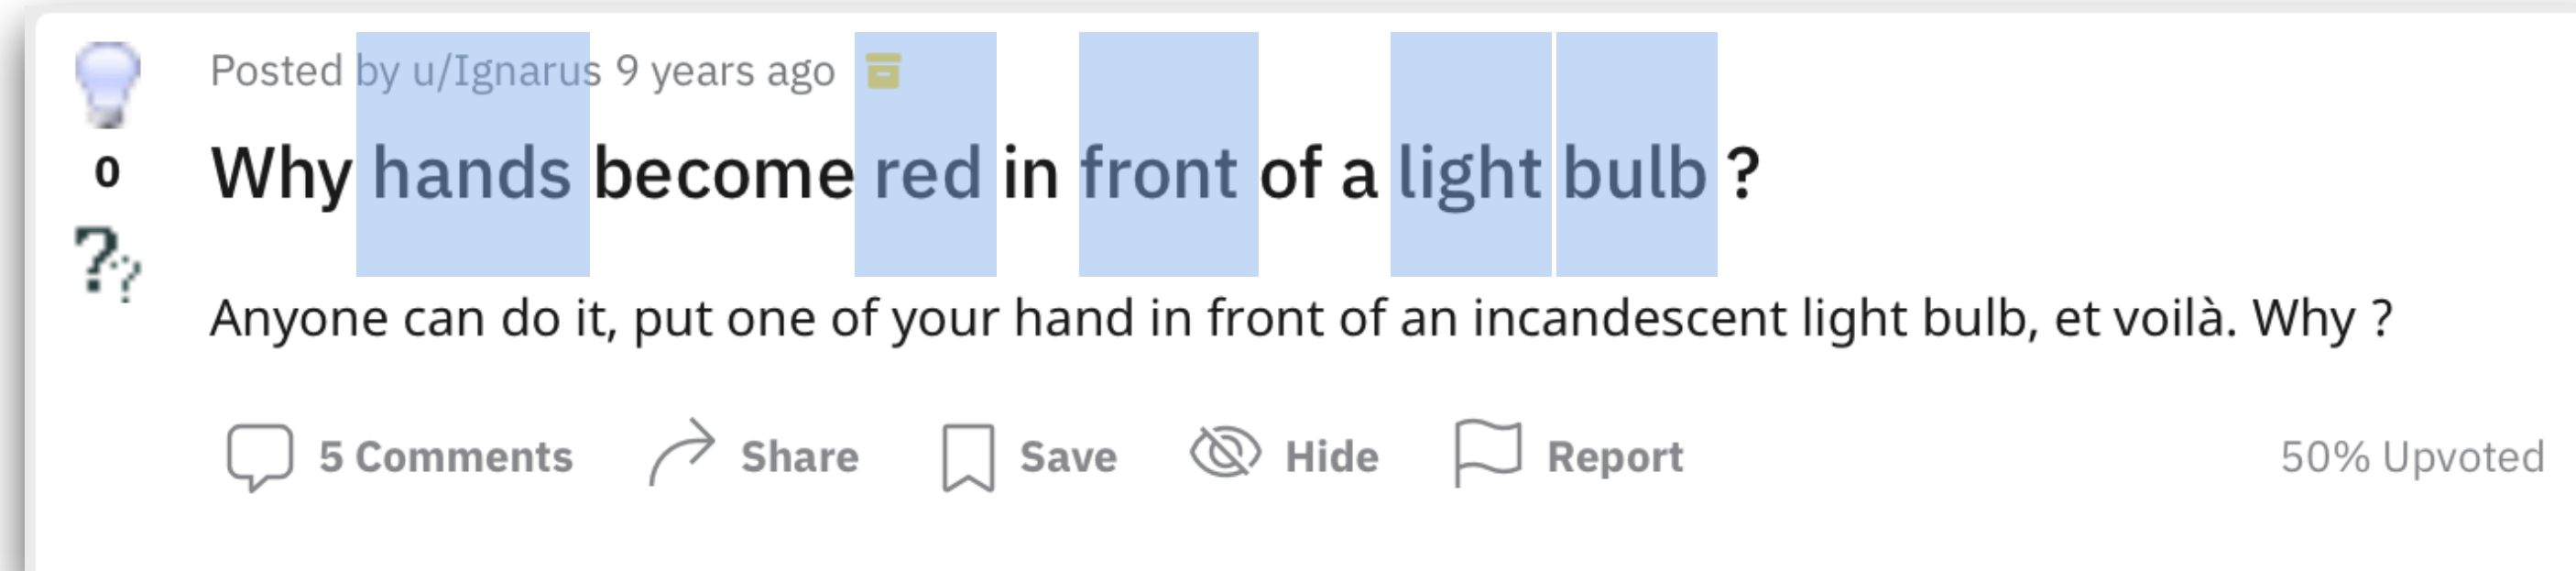 Posted by u/Ignarus 9 years ago
0
Why hands become red in front of a light bulb ?
Anyone can do it, put one of your hand in front of an incandescent light bulb, et voilà. Why ?
5 Comments Share Save Hide Report 50% Upvoted